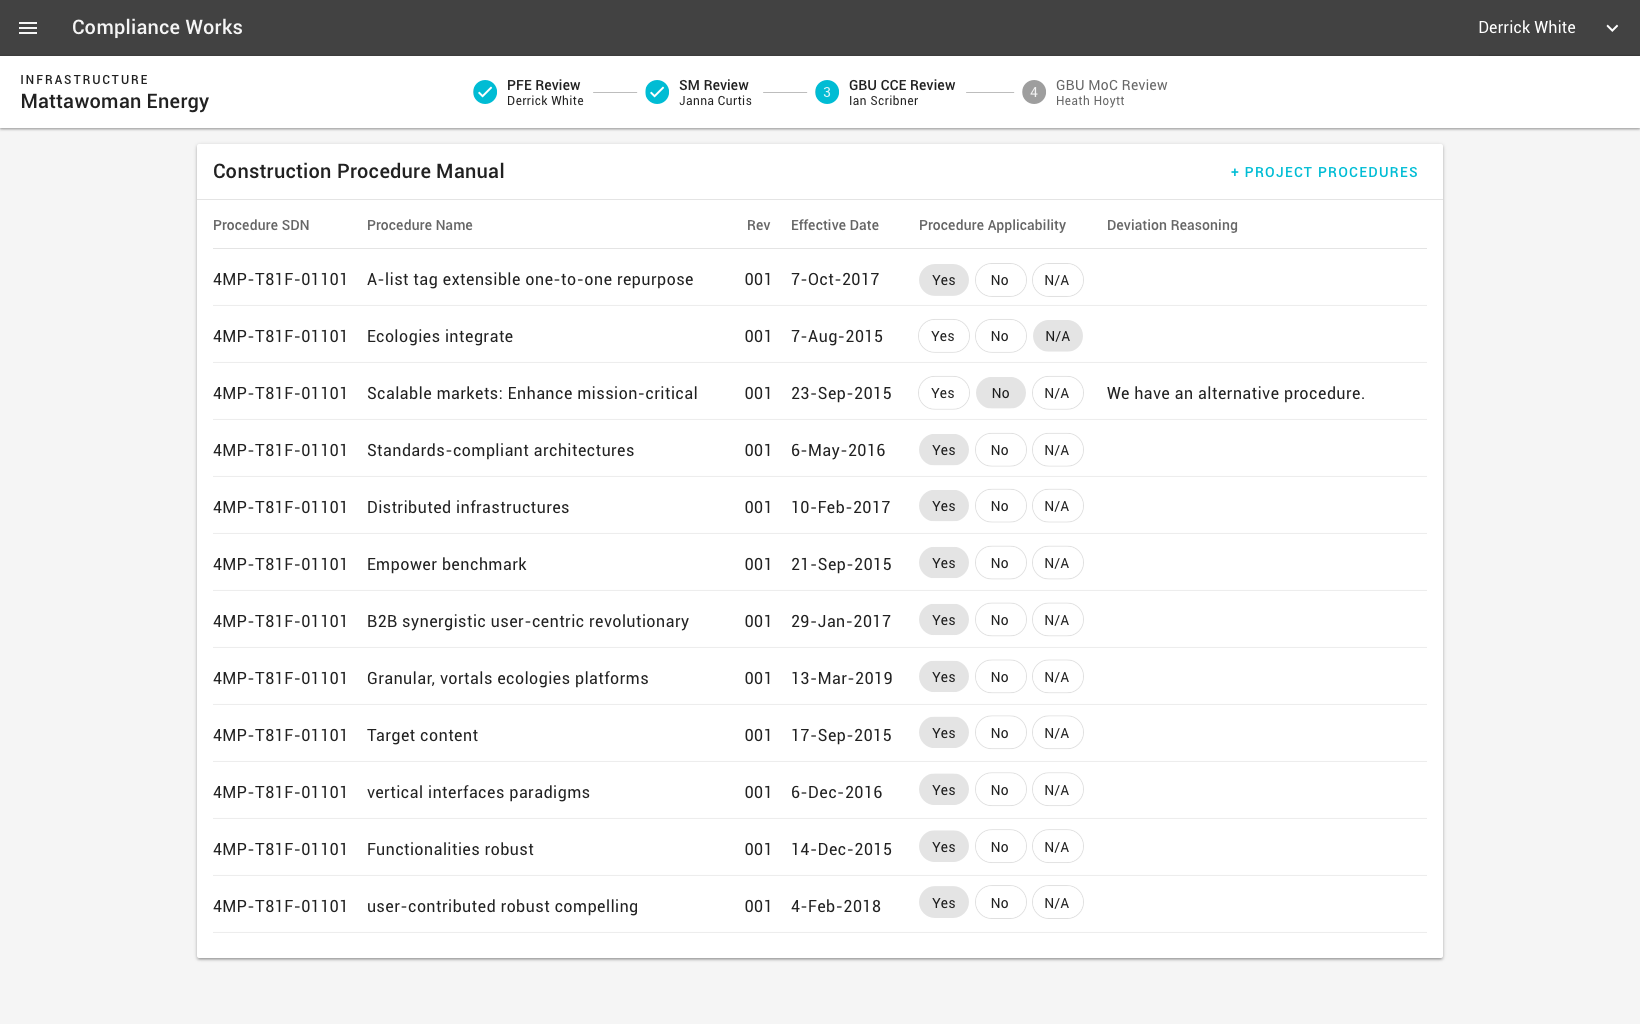 Compliance Works
Derrick White
INFRASTRUCTURE
Mattawoman Energy
PFE Review
Derrick White
SM Review
Janna Curtis
3
GBU CCE Review
Ian Scribner
4
GBU MoC Review
Heath Hoytt
Construction Procedure Manual
+ PROJECT PROCEDURES
Procedure SDN Procedure Name Rev Effective Date Procedure Applicability Deviation Reasoning
4MP-T81F-01101 A-list tag extensible one-to-one repurpose 001 7-Oct-2017 Yes No N/A
4MP-T81F-01101 Ecologies integrate 001 7-Aug-2015 Yes No N/A
4MP-T81F-01101 Scalable markets: Enhance mission-critical 001 23-Sep-2015 Yes No N/A We have an alternative procedure.
4MP-T81F-01101 Standards-compliant architectures 001 6-May-2016 Yes No N/A
4MP-T81F-01101 Distributed infrastructures 001 10-Feb-2017 Yes No N/A
4MP-T81F-01101 Empower benchmark 001 21-Sep-2015 Yes No N/A
4MP-T81F-01101 B2B synergistic user-centric revolutionary 001 29-Jan-2017 Yes No N/A
4MP-T81F-01101 Granular, vortals ecologies platforms 001 13-Mar-2019 Yes No N/A
4MP-T81F-01101 Target content 001 17-Sep-2015 Yes No N/A
4MP-T81F-01101 vertical interfaces paradigms 001 6-Dec-2016 Yes No N/A
4MP-T81F-01101 Functionalities robust 001 14-Dec-2015 Yes No N/A
4MP-T81F-01101 user-contributed robust compelling 001 4-Feb-2018 Yes No N/A